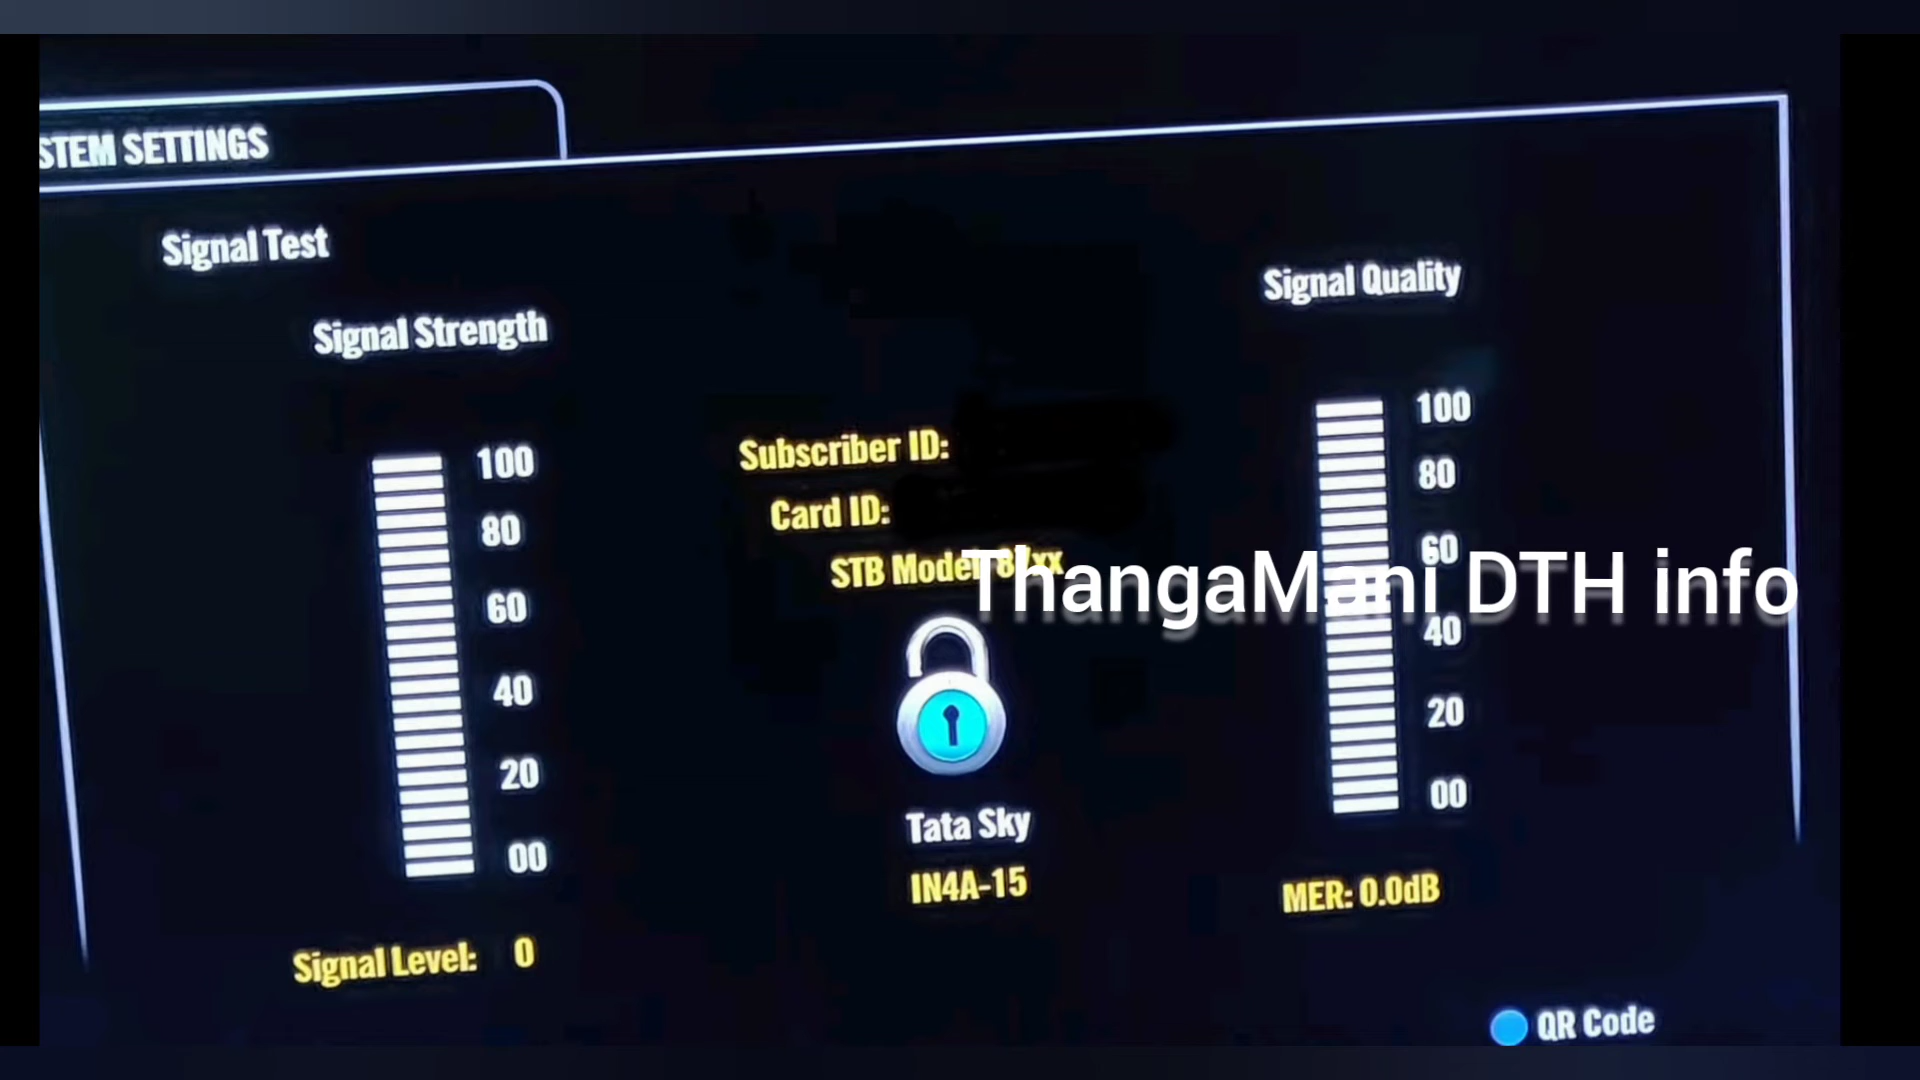 STEM SETTINGS
Signal Test
Signal Strength
100
80
60
40
20
00
Signal Level: 0
Subscriber ID:
Card ID:
STB Model:
Tata Sky
IN4A-15
Signal Quality
100
80
60
40
20
00
MER: 0.0dB
QR Code
ThangaMani DTH info